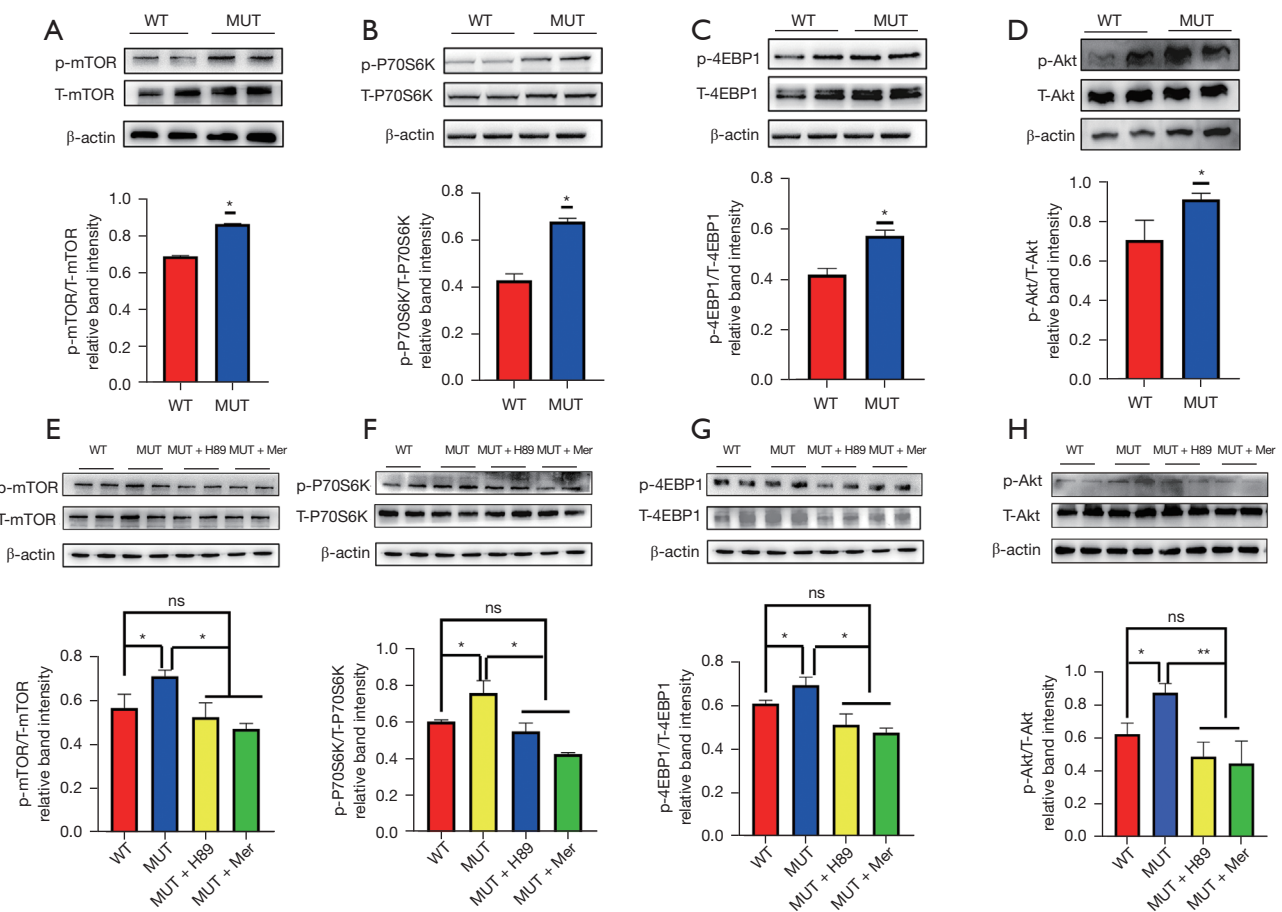 A
WT MUT
p-mTOR
T-mTOR
β-actin
p-mTOR/T-mTOR
relative band intensity
1.0
0.8
0.6
0.4
0.2
0.0
*
WT MUT
B
WT MUT
p-P70S6K
T-P70S6K
β-actin
p-P70S6K/T-P70S6K
relative band intensity
0.8
0.6
0.4
0.2
0.0
*
WT MUT
C
WT MUT
p-4EBP1
T-4EBP1
β-actin
p-4EBP1/T-4EBP1
relative band intensity
0.8
0.6
0.4
0.2
0.0
*
WT MUT
D
WT MUT
p-Akt
T-Akt
β-actin
p-Akt/T-Akt
relative band intensity
1.0
0.8
0.6
0.4
0.2
0.0
*
WT MUT
E
WT MUT MUT + H89 MUT + Mer
p-mTOR
T-mTOR
β-actin
p-mTOR/T-mTOR
relative band intensity
0.8
0.6
0.4
0.2
0.0
ns
* *
WT MUT MUT + H89 MUT + Mer
F
WT MUT MUT + H89 MUT + Mer
p-P70S6K
T-P70S6K
β-actin
p-P70S6K/T-P70S6K
relative band intensity
1.0
0.8
0.6
0.4
0.2
0.0
ns
* *
WT MUT MUT + H89 MUT + Mer
G
WT MUT MUT + H89 MUT + Mer
p-4EBP1
T-4EBP1
β-actin
p-4EBP1/T-4EBP1
relative band intensity
0.8
0.6
0.4
0.2
0.0
ns
* *
WT MUT MUT + H89 MUT + Mer
H
WT MUT MUT + H89 MUT + Mer
p-Akt
T-Akt
β-actin
p-Akt/T-Akt
relative band intensity
1.0
0.8
0.6
0.4
0.2
0.0
ns
* **
WT MUT MUT + H89 MUT + Mer